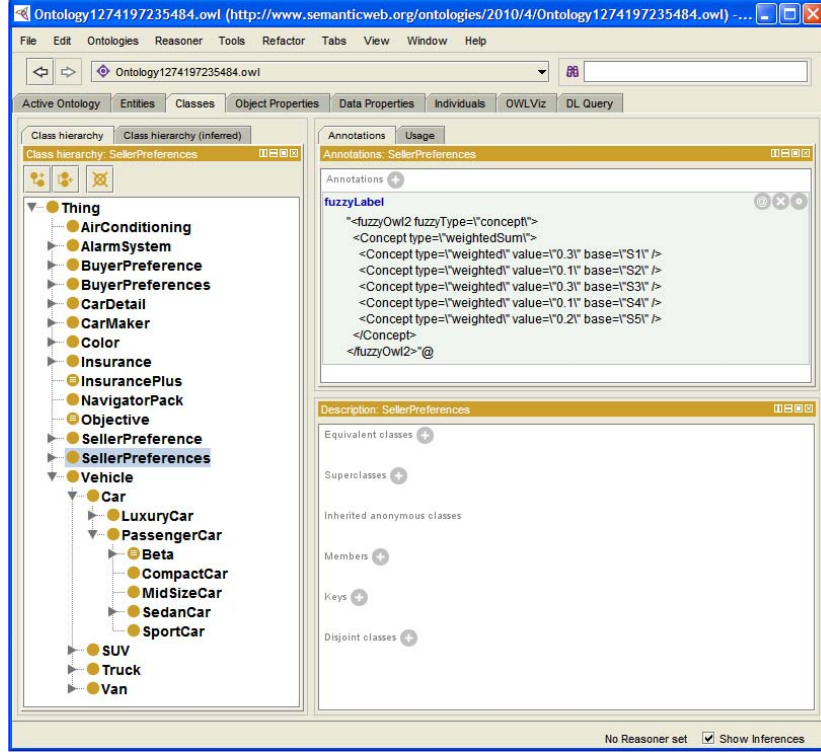 Ontology1274197235484.owl (http://www.semanticweb.org/ontologies/2010/4/Ontology1274197235484.owl) -...
File Edit Ontologies Reasoner Tools Refactor Tabs View Window Help
Ontology1274197235484.owl
Active Ontology Entities Classes Object Properties Data Properties Individuals OWLViz DL Query
Class hierarchy Class hierarchy (inferred)
Class hierarchy: SellerPreferences
Thing
AirConditioning
AlarmSystem
BuyerPreference
BuyerPreferences
CarDetail
CarMaker
Color
Insurance
InsurancePlus
NavigatorPack
Objective
SellerPreference
SellerPreferences
Vehicle
Car
LuxuryCar
PassengerCar
Beta
CompactCar
MidSizeCar
SedanCar
SportCar
SUV
Truck
Van
Annotations Usage
Annotations: SellerPreferences
Annotations
fuzzyLabel
"<fuzzyOwl2 fuzzyType=\"concept\">
<Concept type=\"weightedSum\">
<Concept type=\"weighted\" value=\"0.3\" base=\"S1\" />
<Concept type=\"weighted\" value=\"0.1\" base=\"S2\" />
<Concept type=\"weighted\" value=\"0.3\" base=\"S3\" />
<Concept type=\"weighted\" value=\"0.1\" base=\"S4\" />
<Concept type=\"weighted\" value=\"0.2\" base=\"S5\" />
</Concept>
</fuzzyOwl2>"@
Description: SellerPreferences
Equivalent classes
Superclasses
Inherited anonymous classes
Members
Keys
Disjoint classes
No Reasoner set Show Inferences